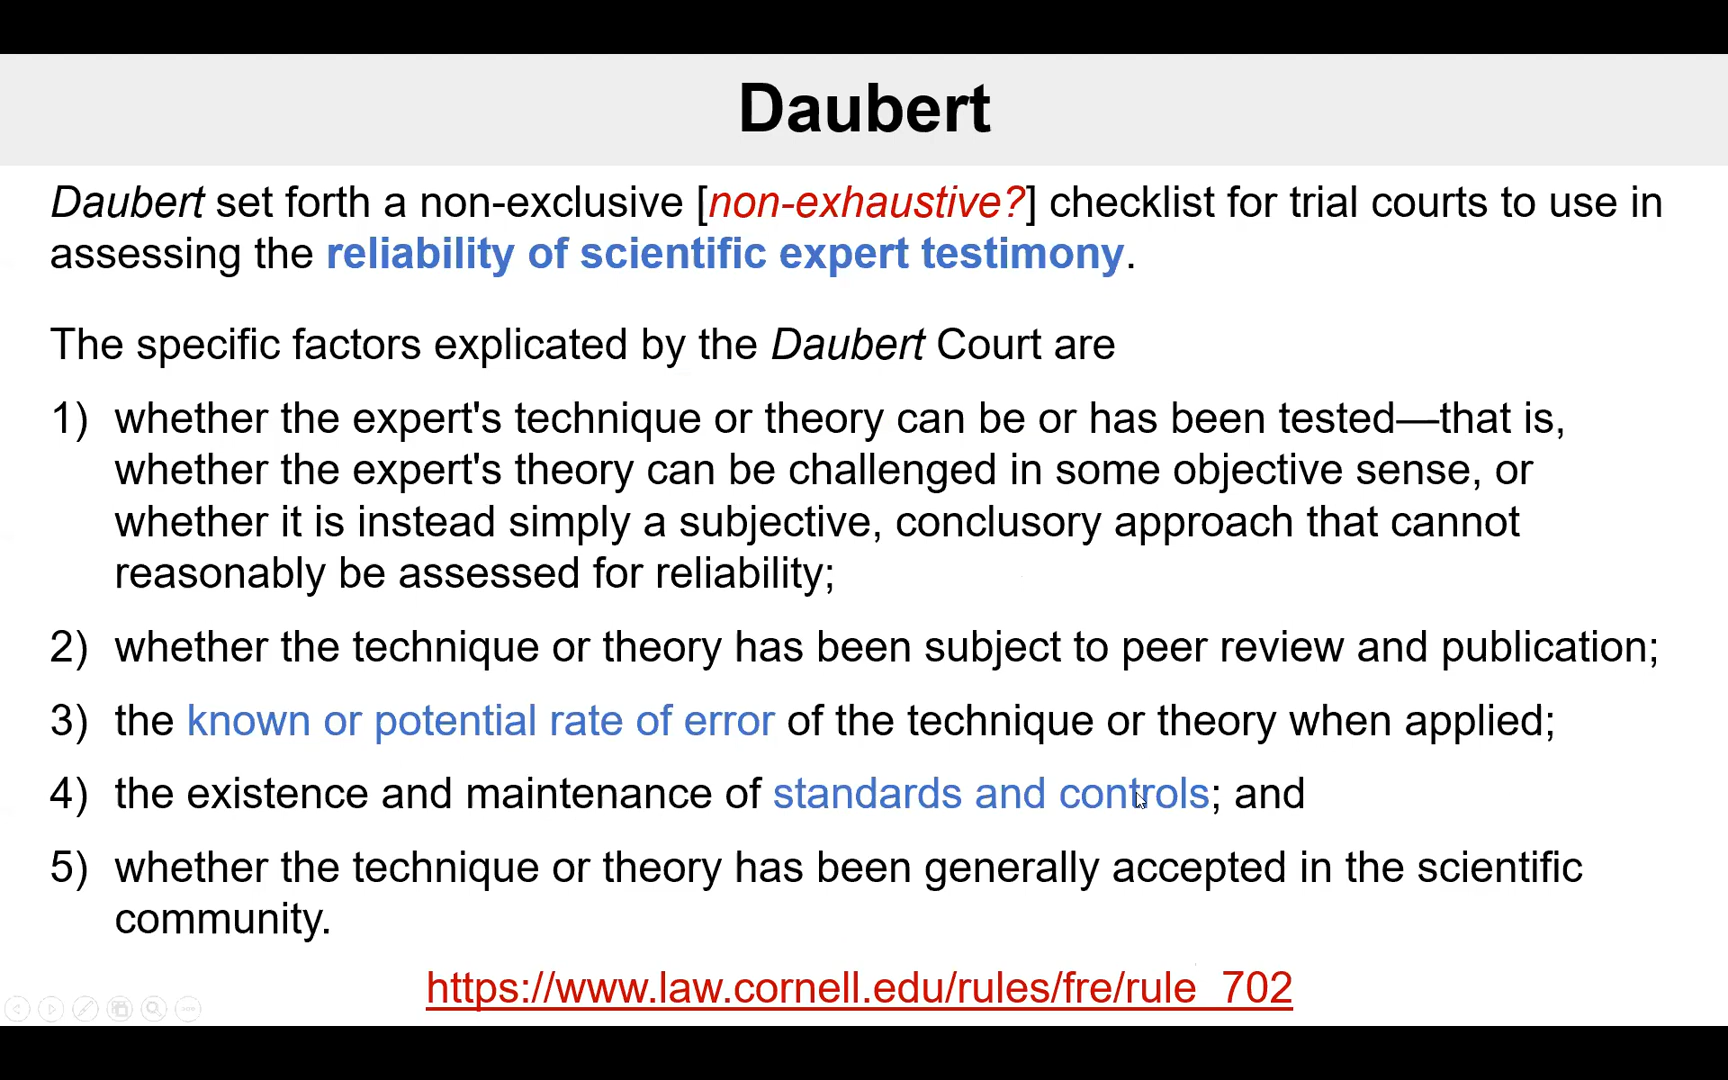 Daubert
Daubert set forth a non-exclusive [non-exhaustive?] checklist for trial courts to use in
assessing the reliability of scientific expert testimony.
The specific factors explicated by the Daubert Court are
1) whether the expert's technique or theory can be or has been tested—that is,
whether the expert's theory can be challenged in some objective sense, or
whether it is instead simply a subjective, conclusory approach that cannot
reasonably be assessed for reliability;
2) whether the technique or theory has been subject to peer review and publication;
3) the known or potential rate of error of the technique or theory when applied;
4) the existence and maintenance of standards and controls; and
5) whether the technique or theory has been generally accepted in the scientific
community.
https://www.law.cornell.edu/rules/fre/rule_702